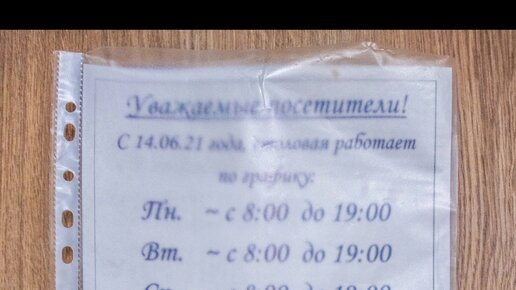 Уважаемые посетители!
С 14.06.21 года, столовая работает
по графику:
Пн. ~ с 8:00 до 19:00
Вт. ~ с 8:00 до 19:00